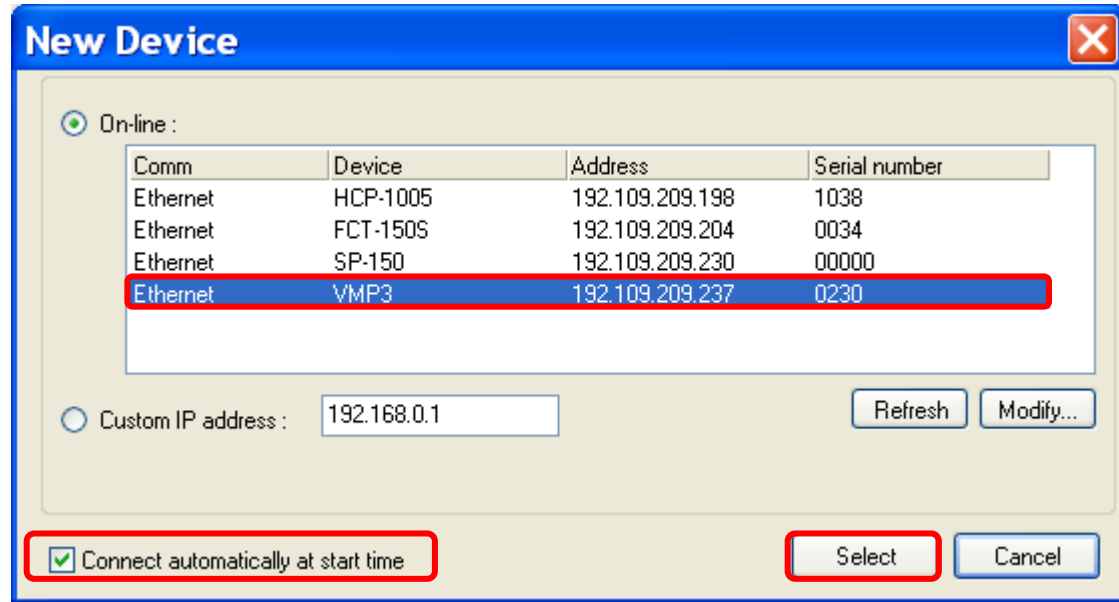 New Device
On-line :
Comm Device Address Serial number
Ethernet HCP-1005 192.109.209.198 1038
Ethernet FCT-150S 192.109.209.204 0034
Ethernet SP-150 192.109.209.230 00000
Ethernet VMP3 192.109.209.237 0230
Custom IP address : 192.168.0.1 Refresh Modify...
Connect automatically at start time Select Cancel